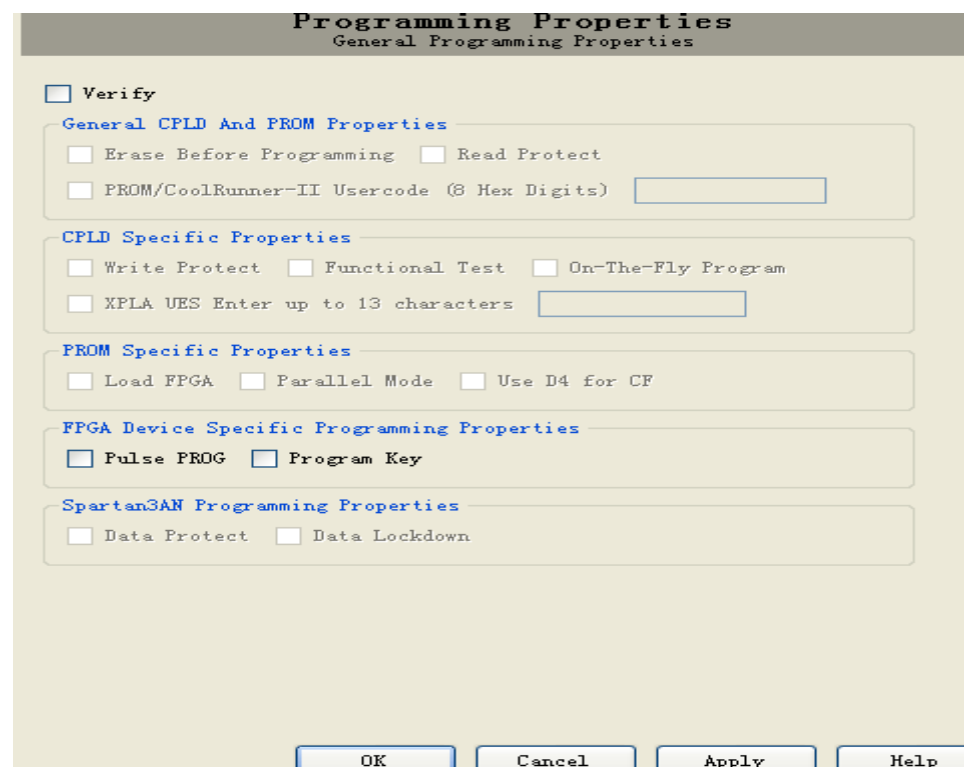 Programming Properties
General Programming Properties
Verify
General CPLD And PROM Properties
Erase Before Programming Read Protect
PROM/CoolRunner-II Usercode (8 Hex Digits)
CPLD Specific Properties
Write Protect Functional Test On-The-Fly Program
XPLA UES Enter up to 13 characters
PROM Specific Properties
Load FPGA Parallel Mode Use D4 for CF
FPGA Device Specific Programming Properties
Pulse PROG Program Key
Spartan3AN Programming Properties
Data Protect Data Lockdown
OK Cancel Apply Help